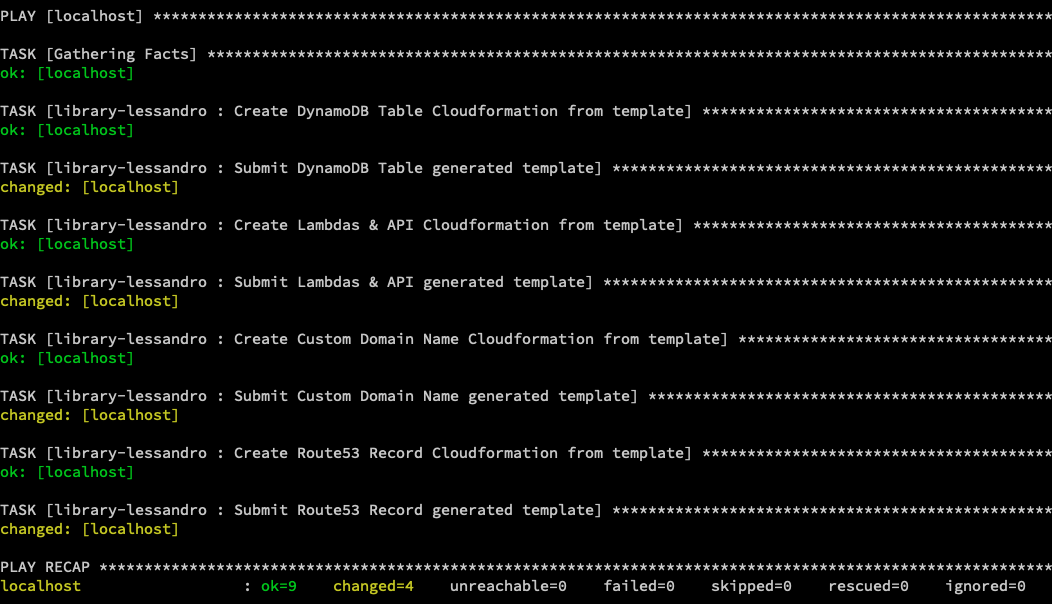 PLAY [localhost] ****************************************************************************************************
TASK [Gathering Facts] **********************************************************************************************
ok: [localhost]
TASK [library-lessandro : Create DynamoDB Table Cloudformation from template] ***************************************
ok: [localhost]
TASK [library-lessandro : Submit DynamoDB Table generated template] *************************************************
changed: [localhost]
TASK [library-lessandro : Create Lambdas & API Cloudformation from template] ****************************************
ok: [localhost]
TASK [library-lessandro : Submit Lambdas & API generated template] **************************************************
changed: [localhost]
TASK [library-lessandro : Create Custom Domain Name Cloudformation from template] ***********************************
ok: [localhost]
TASK [library-lessandro : Submit Custom Domain Name generated template] *********************************************
changed: [localhost]
TASK [library-lessandro : Create Route53 Record Cloudformation from template] ***************************************
ok: [localhost]
TASK [library-lessandro : Submit Route53 Record generated template] *************************************************
changed: [localhost]
PLAY RECAP **********************************************************************************************************
localhost                  : ok=9    changed=4    unreachable=0    failed=0    skipped=0    rescued=0    ignored=0